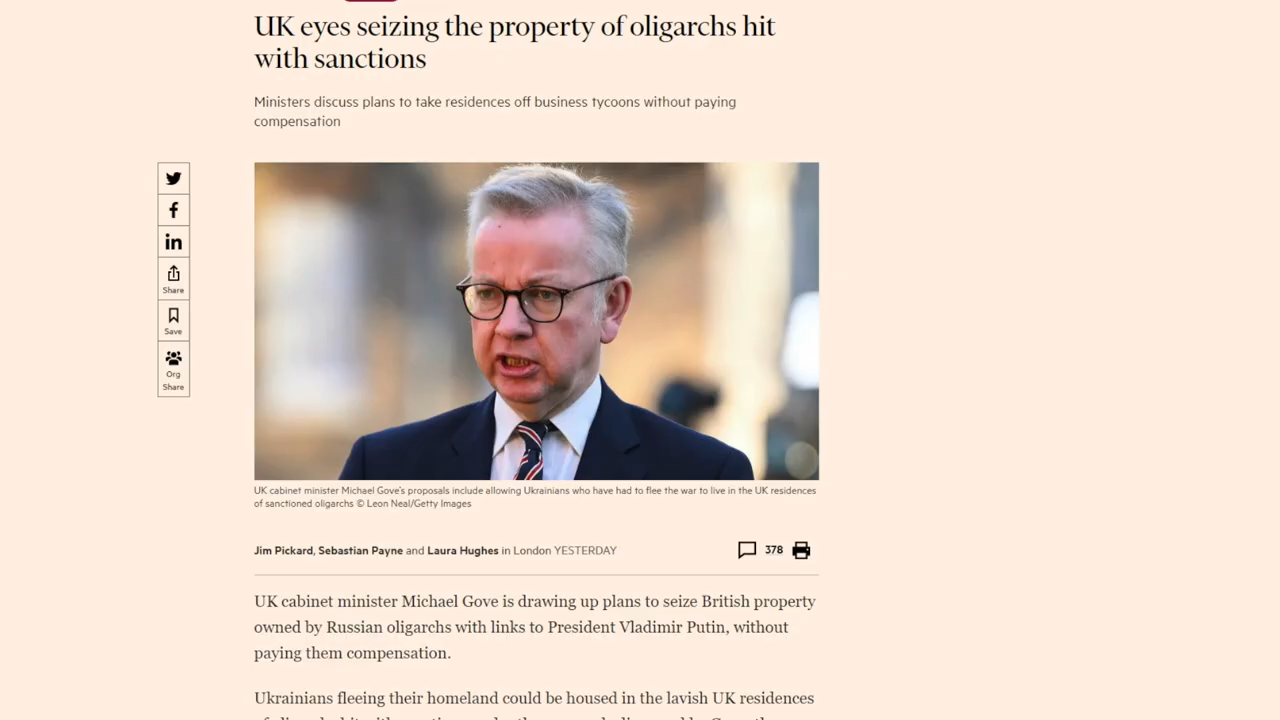 UK eyes seizing the property of oligarchs hit
with sanctions
Ministers discuss plans to take residences off business tycoons without paying
compensation
Share
Save
Org
Share
UK cabinet minister Michael Gove's proposals include allowing Ukrainians who have had to flee the war to live in the UK residences
of sanctioned oligarchs © Leon Neal/Getty Images
Jim Pickard, Sebastian Payne and Laura Hughes in London YESTERDAY
378
UK cabinet minister Michael Gove is drawing up plans to seize British property
owned by Russian oligarchs with links to President Vladimir Putin, without
paying them compensation.
Ukrainians fleeing their homeland could be housed in the lavish UK residences